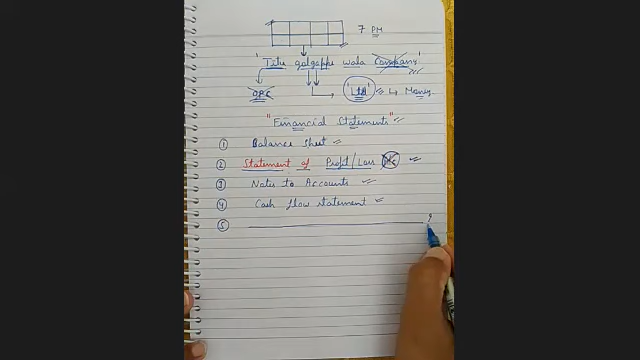 7 PM
'Titu golgappe wala Company'
OPC
'Ltd' Money
"Financial Statements"
1 Balance Sheet
2 Statement of Profit/Loss
3 Notes to Accounts
4 Cash flow statement
5